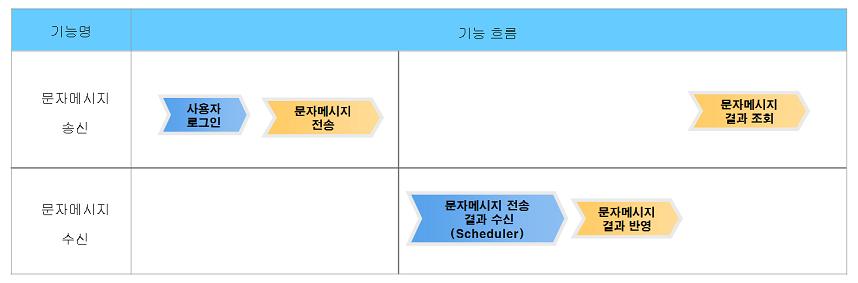 기능명
기능 흐름
문자메시지
송신
사용자
로그인
문자메시지
전송
문자메시지
결과 조회
문자메시지
수신
문자메시지 전송
결과 수신
(Scheduler)
문자메시지
결과 반영